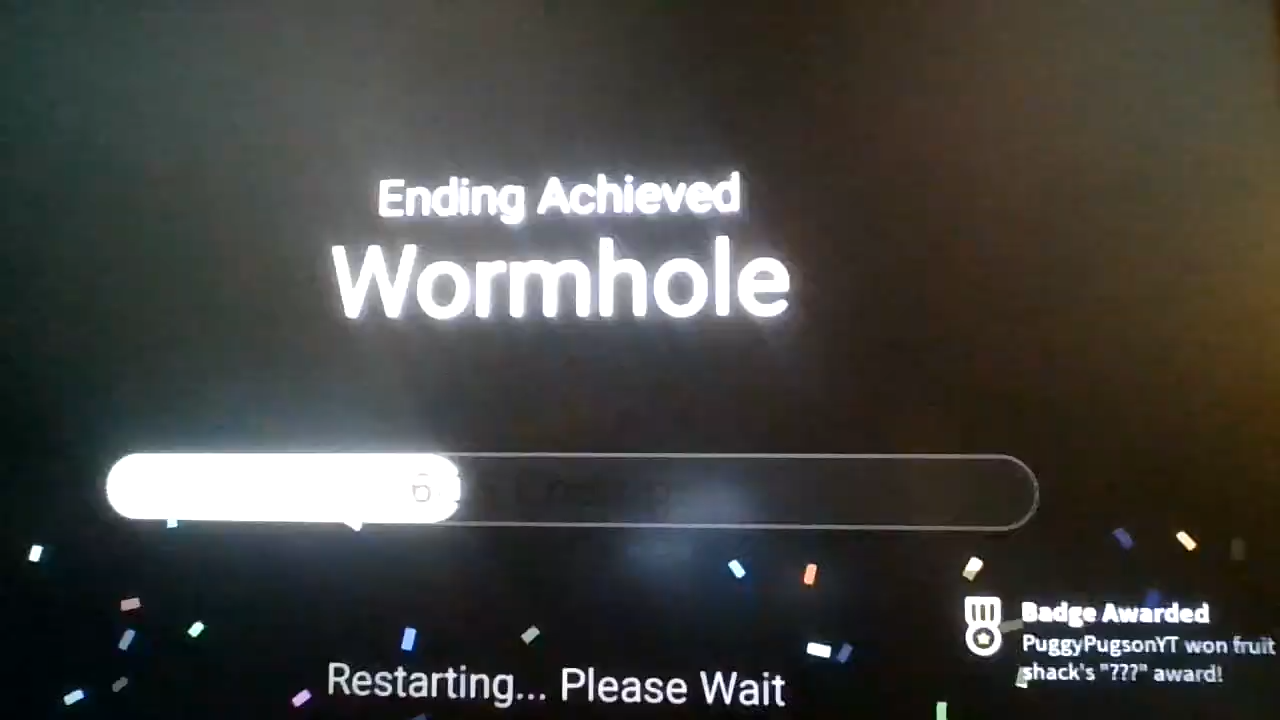 Ending Achieved
Wormhole
Restarting... Please Wait
Badge Awarded
PuggyPugsonYT won fruit
shack's "???" award!